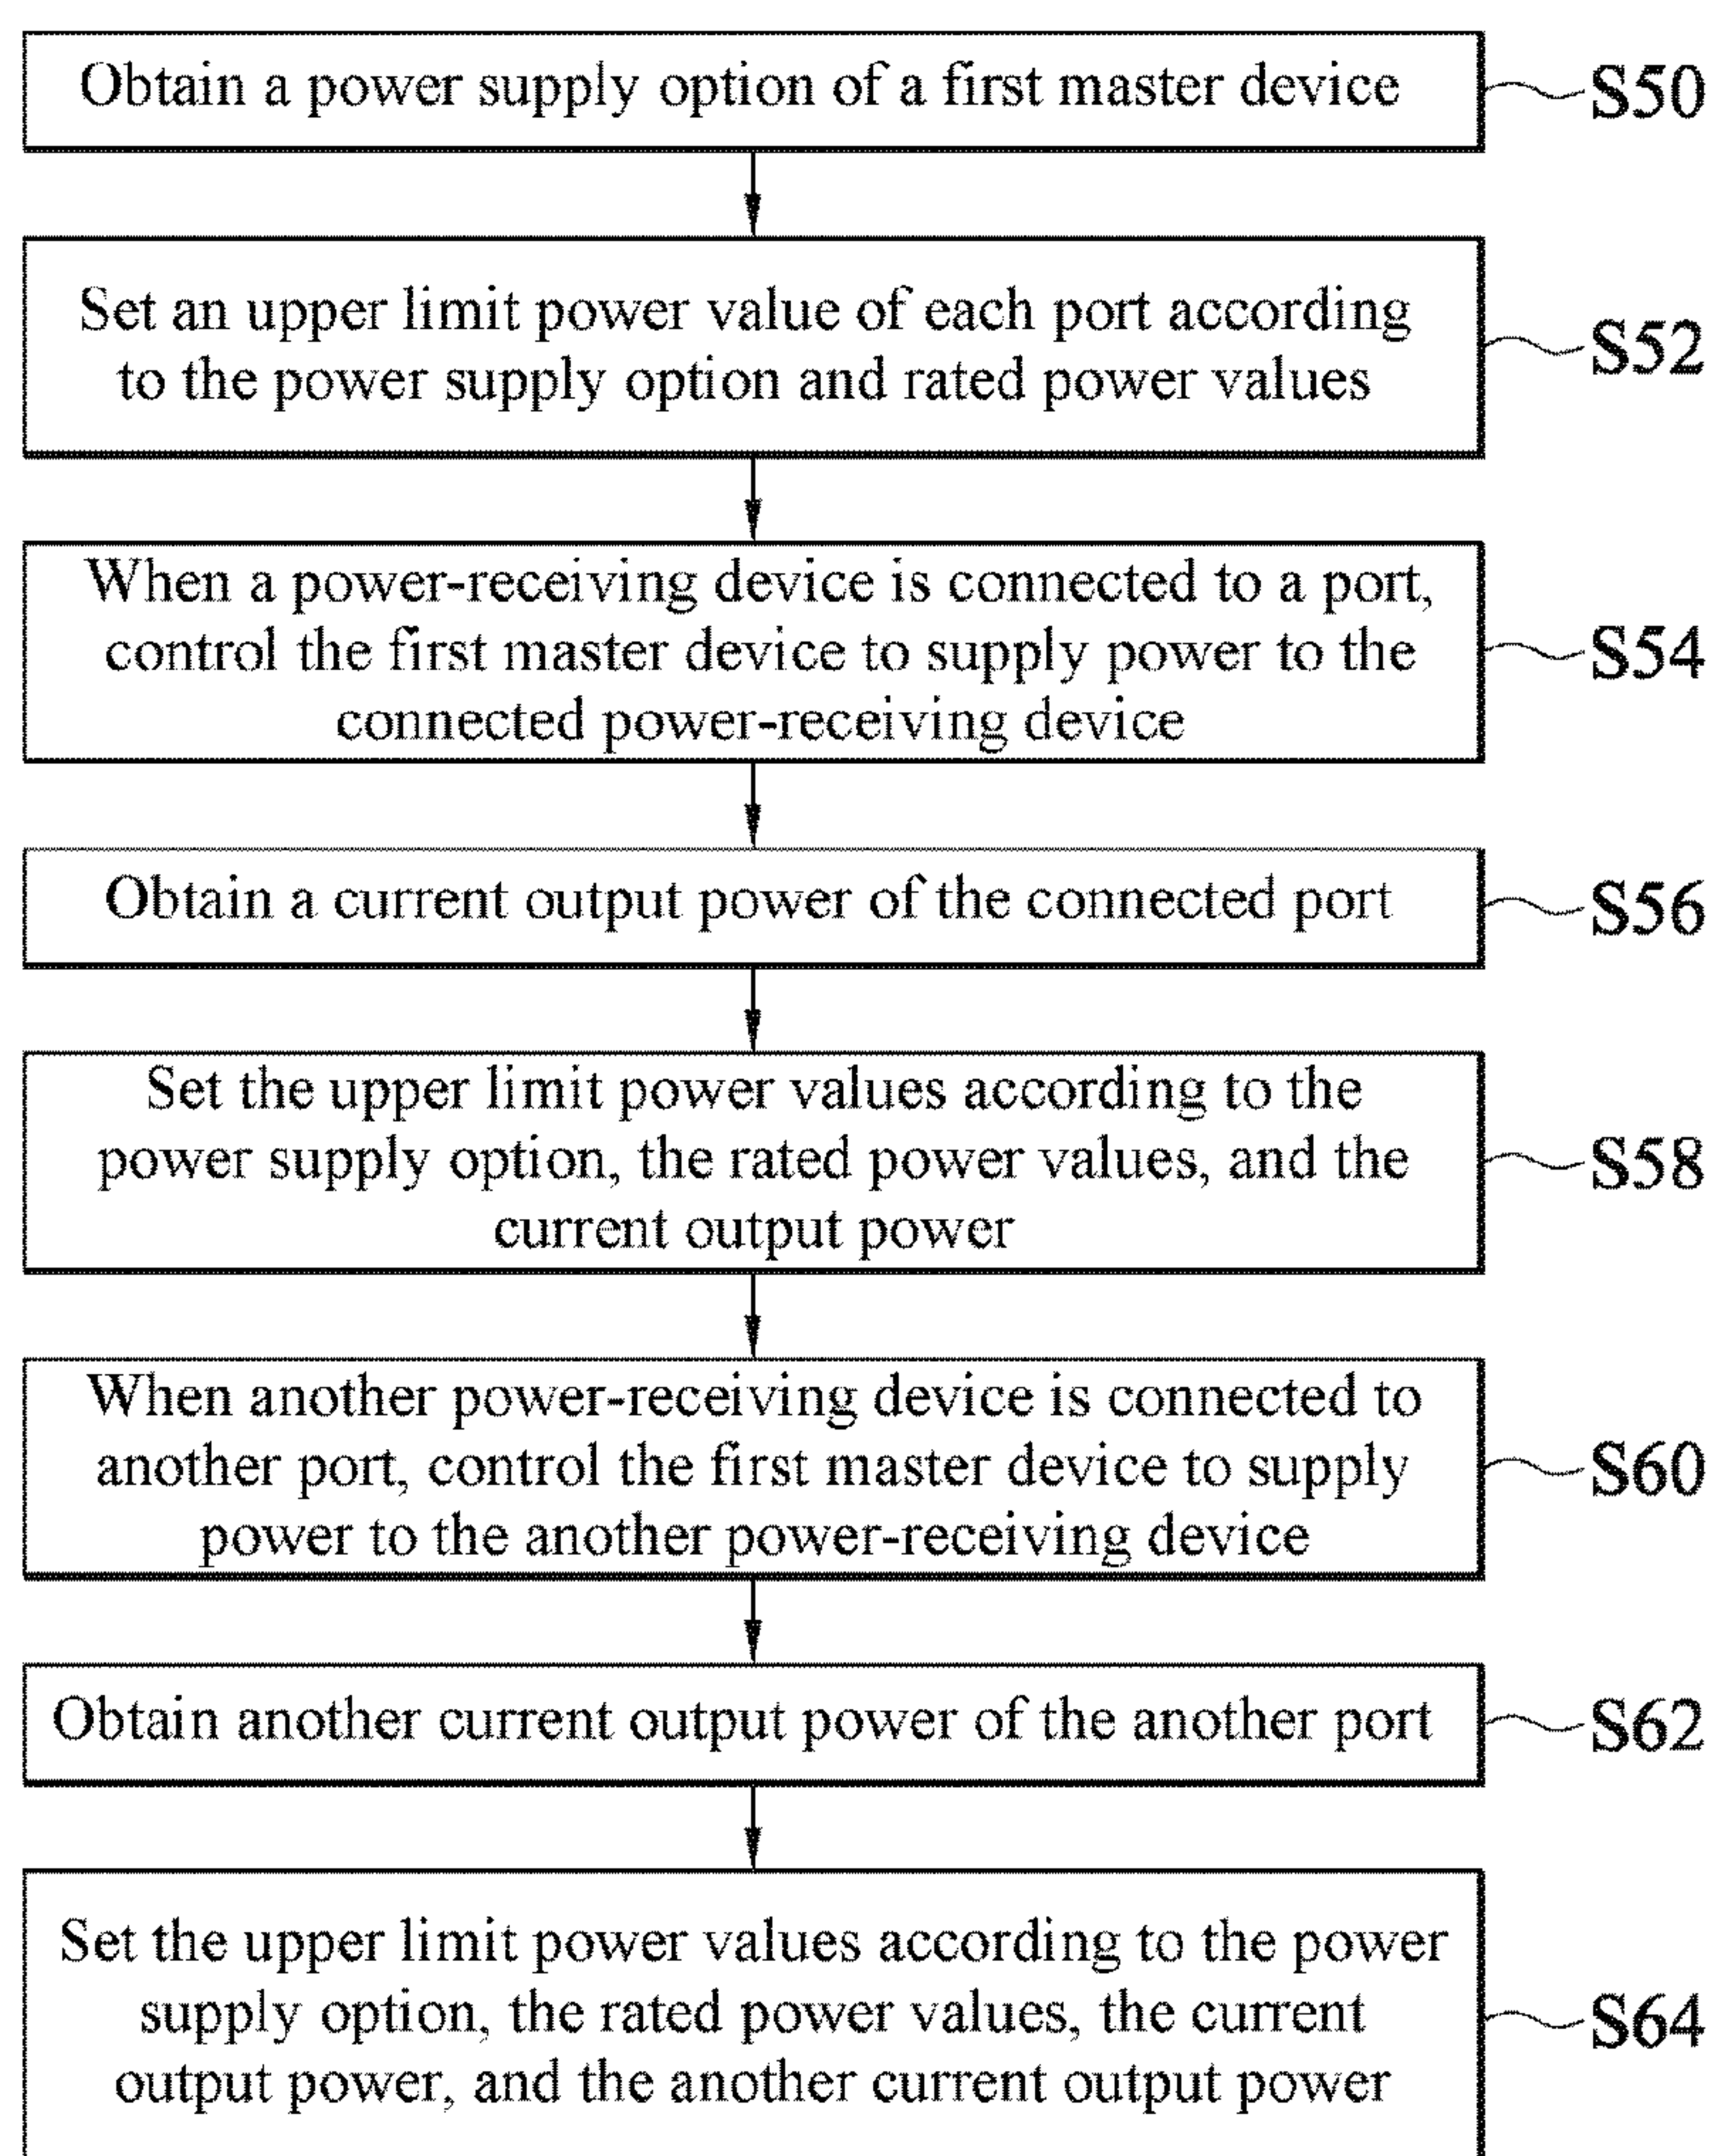 Obtain a power supply option of a first master device
S50
Set an upper limit power value of each port according
to the power supply option and rated power values
S52
When a power-receiving device is connected to a port,
control the first master device to supply power to the
connected power-receiving device
S54
Obtain a current output power of the connected port
S56
Set the upper limit power values according to the
power supply option, the rated power values, and the
current output power
S58
When another power-receiving device is connected to
another port, control the first master device to supply
power to the another power-receiving device
S60
Obtain another current output power of the another port
S62
Set the upper limit power values according to the power
supply option, the rated power values, the current
output power, and the another current output power
S64